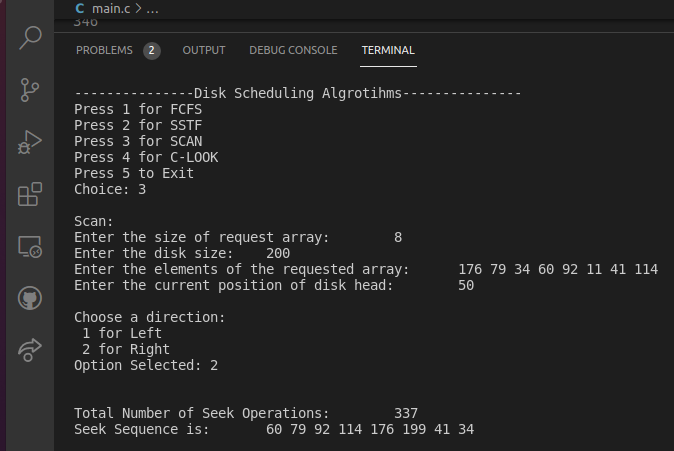 C main.c > ...
346
PROBLEMS 2 OUTPUT DEBUG CONSOLE TERMINAL
---------------Disk Scheduling Algrotihms---------------
Press 1 for FCFS
Press 2 for SSTF
Press 3 for SCAN
Press 4 for C-LOOK
Press 5 to Exit
Choice: 3
Scan:
Enter the size of request array: 8
Enter the disk size: 200
Enter the elements of the requested array: 176 79 34 60 92 11 41 114
Enter the current position of disk head: 50
Choose a direction:
1 for Left
2 for Right
Option Selected: 2
Total Number of Seek Operations: 337
Seek Sequence is: 60 79 92 114 176 199 41 34